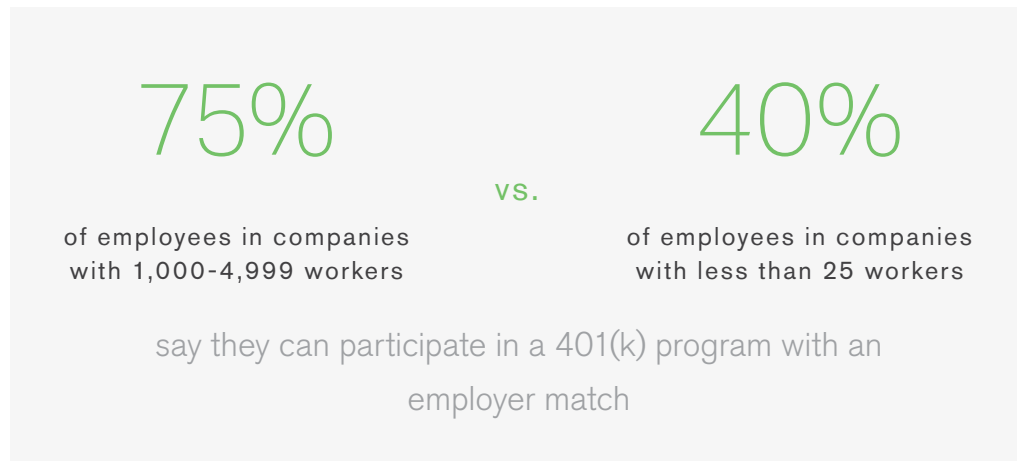 75%
of employees in companies
with 1,000-4,999 workers
vs.
40%
of employees in companies
with less than 25 workers
say they can participate in a 401(k) program with an
employer match